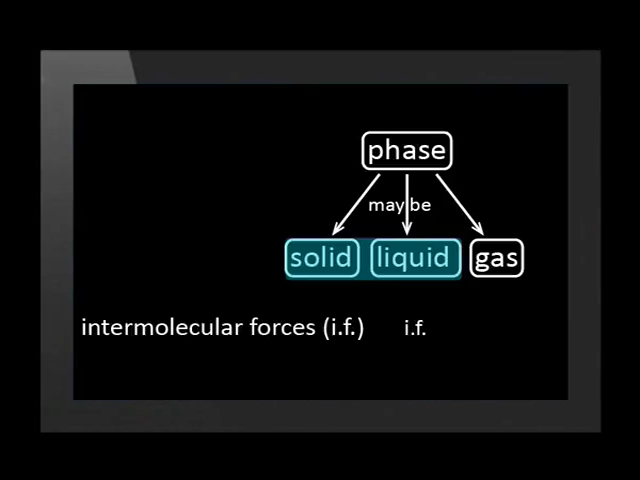 phase
may be
solid liquid gas
intermolecular forces (i.f.) i.f.